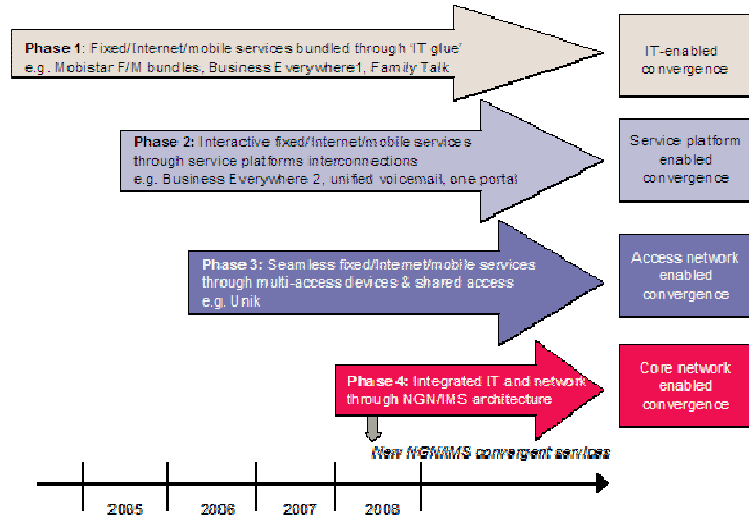 Phase 1: Fixed/Internet/mobile services bundled through 'IT glue'
e.g. Mobistar F/M bundles, Business Everywhere1, Family Talk
IT-enabled
convergence
Phase 2: Interactive fixed/Internet/mobile services
through service platforms interconnections
e.g. Business Everywhere 2, unified voicemail, one portal
Service platform
enabled
convergence
Phase 3: Seamless fixed/Internet/mobile services
through multi-access devices & shared access
e.g. Unik
Access network
enabled
convergence
Phase 4: Integrated IT and network
through NGN/IMS architecture
Core network
enabled
convergence
New NGN/IMS convergent services
2005 2006 2007 2008